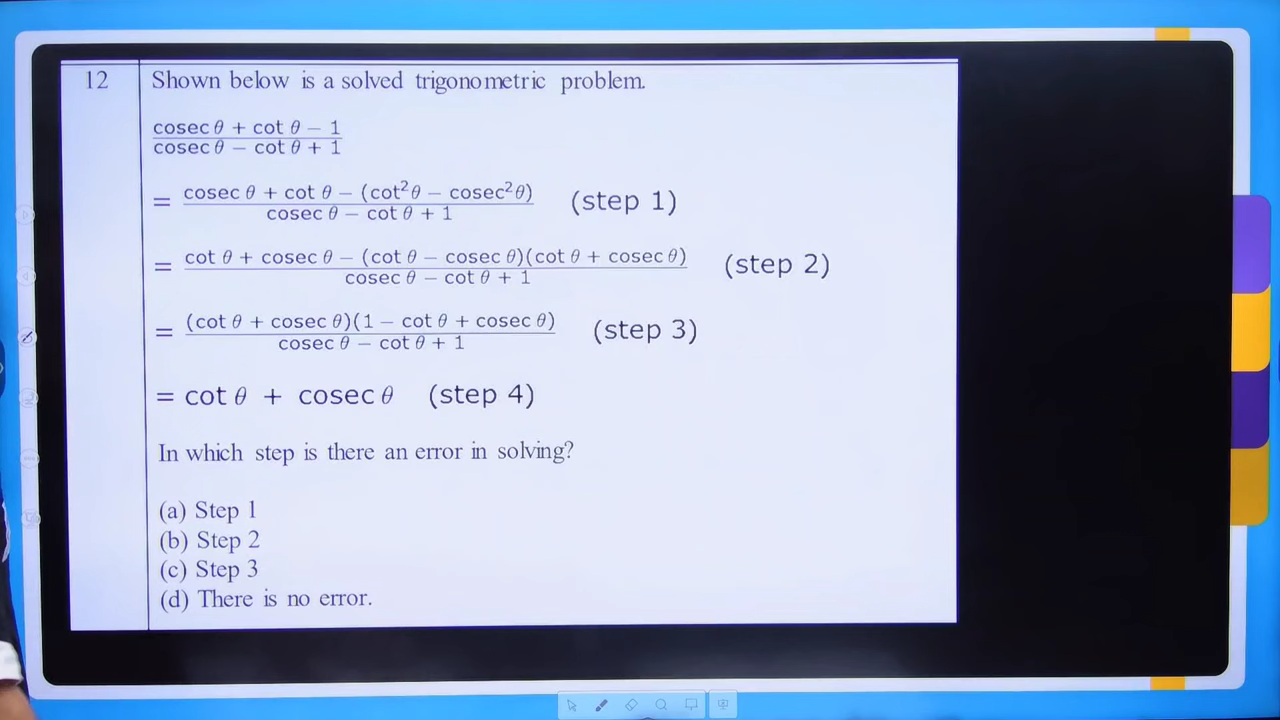 12 Shown below is a solved trigonometric problem.
cosec θ + cot θ − 1
cosec θ − cot θ + 1
= cosec θ + cot θ − (cot²θ − cosec²θ) (step 1)
cosec θ − cot θ + 1
= cot θ + cosec θ − (cot θ − cosec θ)(cot θ + cosec θ) (step 2)
cosec θ − cot θ + 1
= (cot θ + cosec θ)(1 − cot θ + cosec θ) (step 3)
cosec θ − cot θ + 1
= cot θ + cosec θ (step 4)
In which step is there an error in solving?
(a) Step 1
(b) Step 2
(c) Step 3
(d) There is no error.